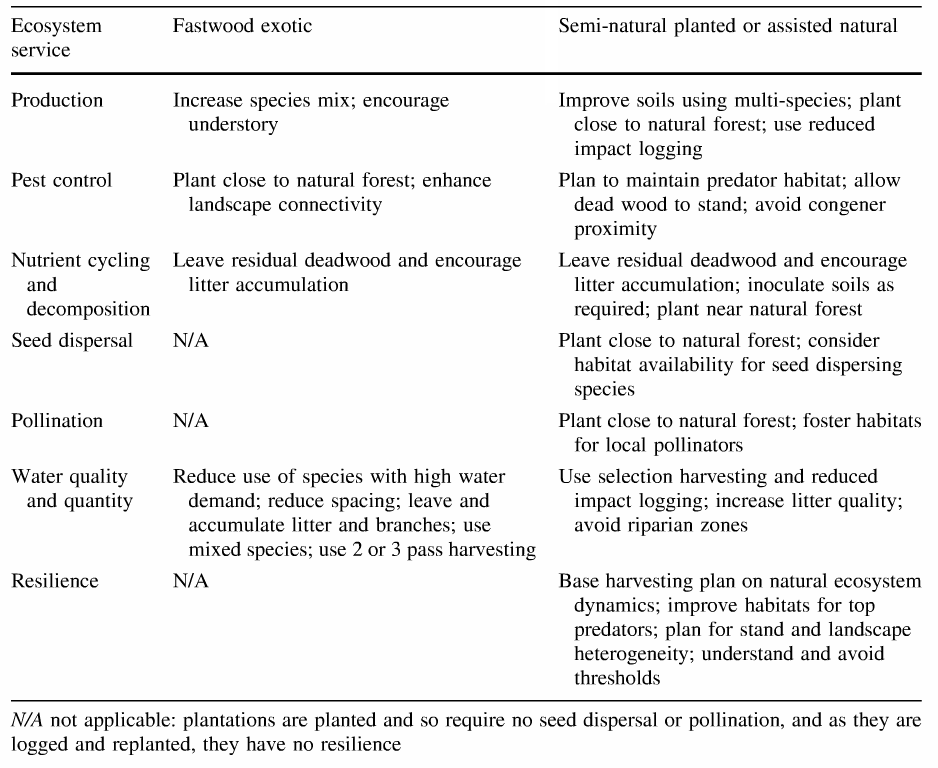 Ecosystem service
Fastwood exotic
Semi-natural planted or assisted natural
Production
Increase species mix; encourage
understory
Improve soils using multi-species; plant
close to natural forest; use reduced
impact logging
Pest control
Plant close to natural forest; enhance
landscape connectivity
Plan to maintain predator habitat; allow
dead wood to stand; avoid congener
proximity
Nutrient cycling
and
decomposition
Leave residual deadwood and encourage
litter accumulation
Leave residual deadwood and encourage
litter accumulation; inoculate soils as
required; plant near natural forest
Seed dispersal
N/A
Plant close to natural forest; consider
habitat availability for seed dispersing
species
Pollination
N/A
Plant close to natural forest; foster habitats
for local pollinators
Water quality
and quantity
Reduce use of species with high water
demand; reduce spacing; leave and
accumulate litter and branches; use
mixed species; use 2 or 3 pass harvesting
Use selection harvesting and reduced
impact logging; increase litter quality;
avoid riparian zones
Resilience
N/A
Base harvesting plan on natural ecosystem
dynamics; improve habitats for top
predators; plan for stand and landscape
heterogeneity; understand and avoid
thresholds
N/A not applicable: plantations are planted and so require no seed dispersal or pollination, and as they are
logged and replanted, they have no resilience